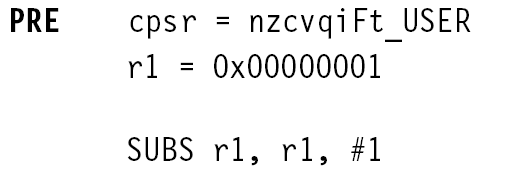 PRE cpsr = nzcvqiFt_USER
r1 = 0x00000001
SUBS r1, r1, #1